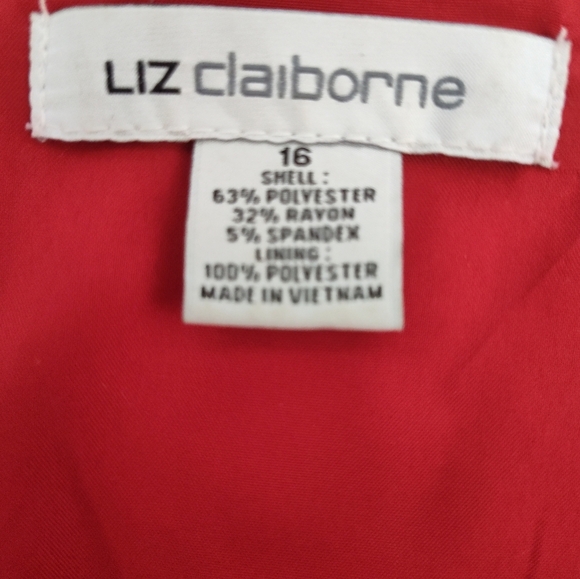 LIZ claiborne
16
SHELL:
63% POLYESTER
32% RAYON
5% SPANDEX
LINING:
100% POLYESTER
MADE IN VIETNAM